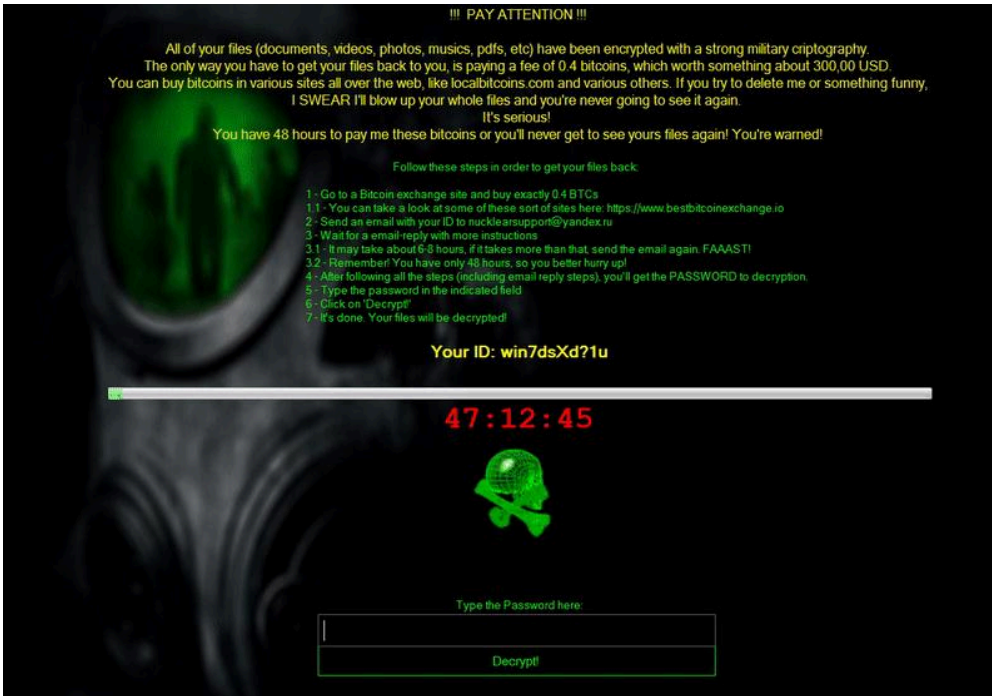 !!! PAY ATTENTION !!!
All of your files (documents, videos, photos, musics, pdfs, etc) have been encrypted with a strong military criptography.
The only way you have to get your files back to you, is paying a fee of 0.4 bitcoins, which worth something about 300,00 USD.
You can buy bitcoins in various sites all over the web, like localbitcoins.com and various others. If you try to delete me or something funny,
I SWEAR I'll blow up your whole files and you're never going to see it again.
It's serious!
You have 48 hours to pay me these bitcoins or you'll never get to see yours files again! You're warned!
Follow these steps in order to get your files back:
1 - Go to a Bitcoin exchange site and buy exactly 0.4 BTCs
1.1 - You can take a look at some of these sort of sites here: https://www.bestbitcoinexchange.io
2 - Send an email with your ID to nucklearsupport@yandex.ru
3 - Wait for a email-reply with more instructions
3.1 - It may take about 6-8 hours, if it takes more than that, send the email again. FAAAST!
3.2 - Remember! You have only 48 hours, so you better hurry up!
4 - After following all the steps (including email reply steps), you'll get the PASSWORD to decryption.
5 - Type the password in the indicated field
6 - Click on 'Decrypt!'
7 - It's done. Your files will be decrypted!
Your ID: win7dsXd?1u
47:12:45
Type the Password here:
Decrypt!